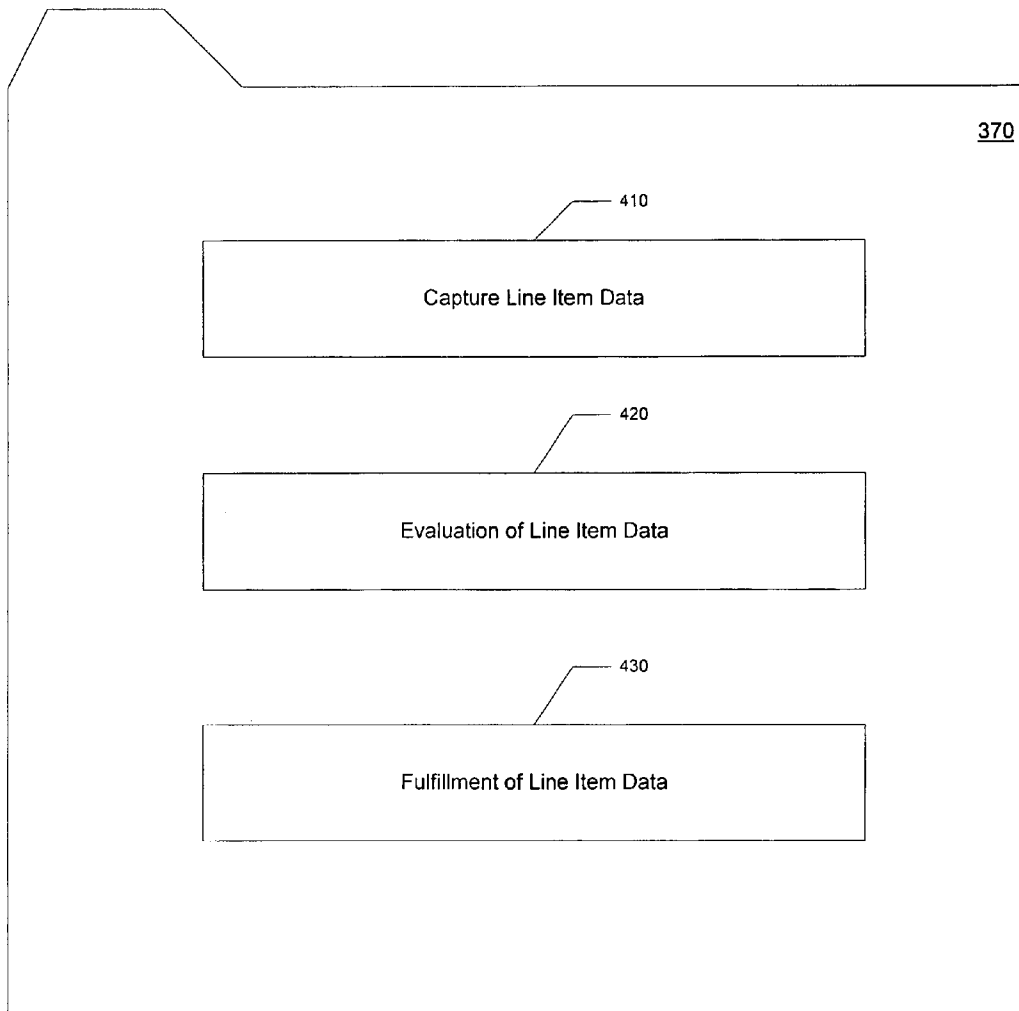 370
410
Capture Line Item Data
420
Evaluation of Line Item Data
430
Fulfillment of Line Item Data